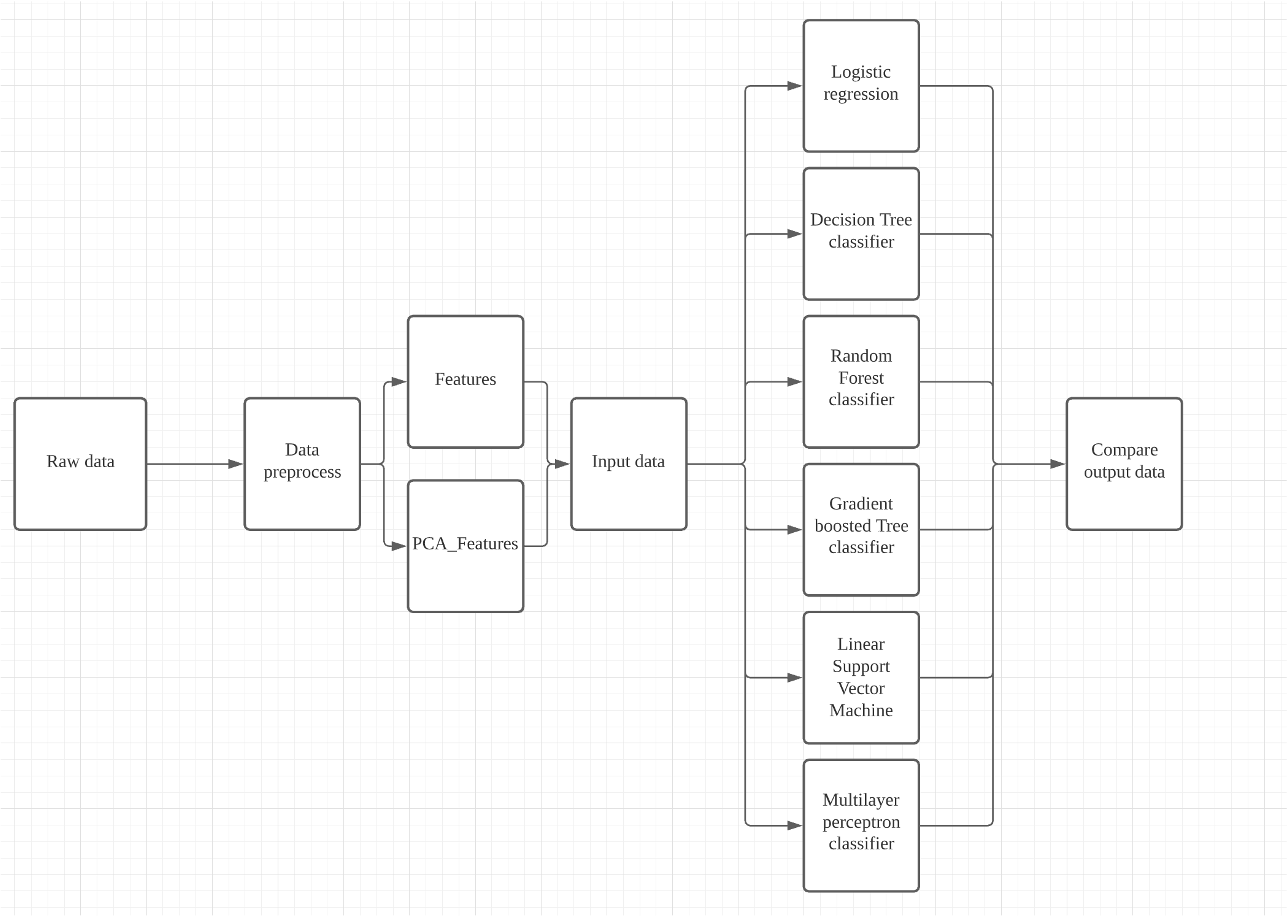 Raw data
Data
preprocess
Features
PCA_Features
Input data
Logistic
regression
Decision Tree
classifier
Random
Forest
classifier
Gradient
boosted Tree
classifier
Linear
Support
Vector
Machine
Multilayer
perceptron
classifier
Compare
output data